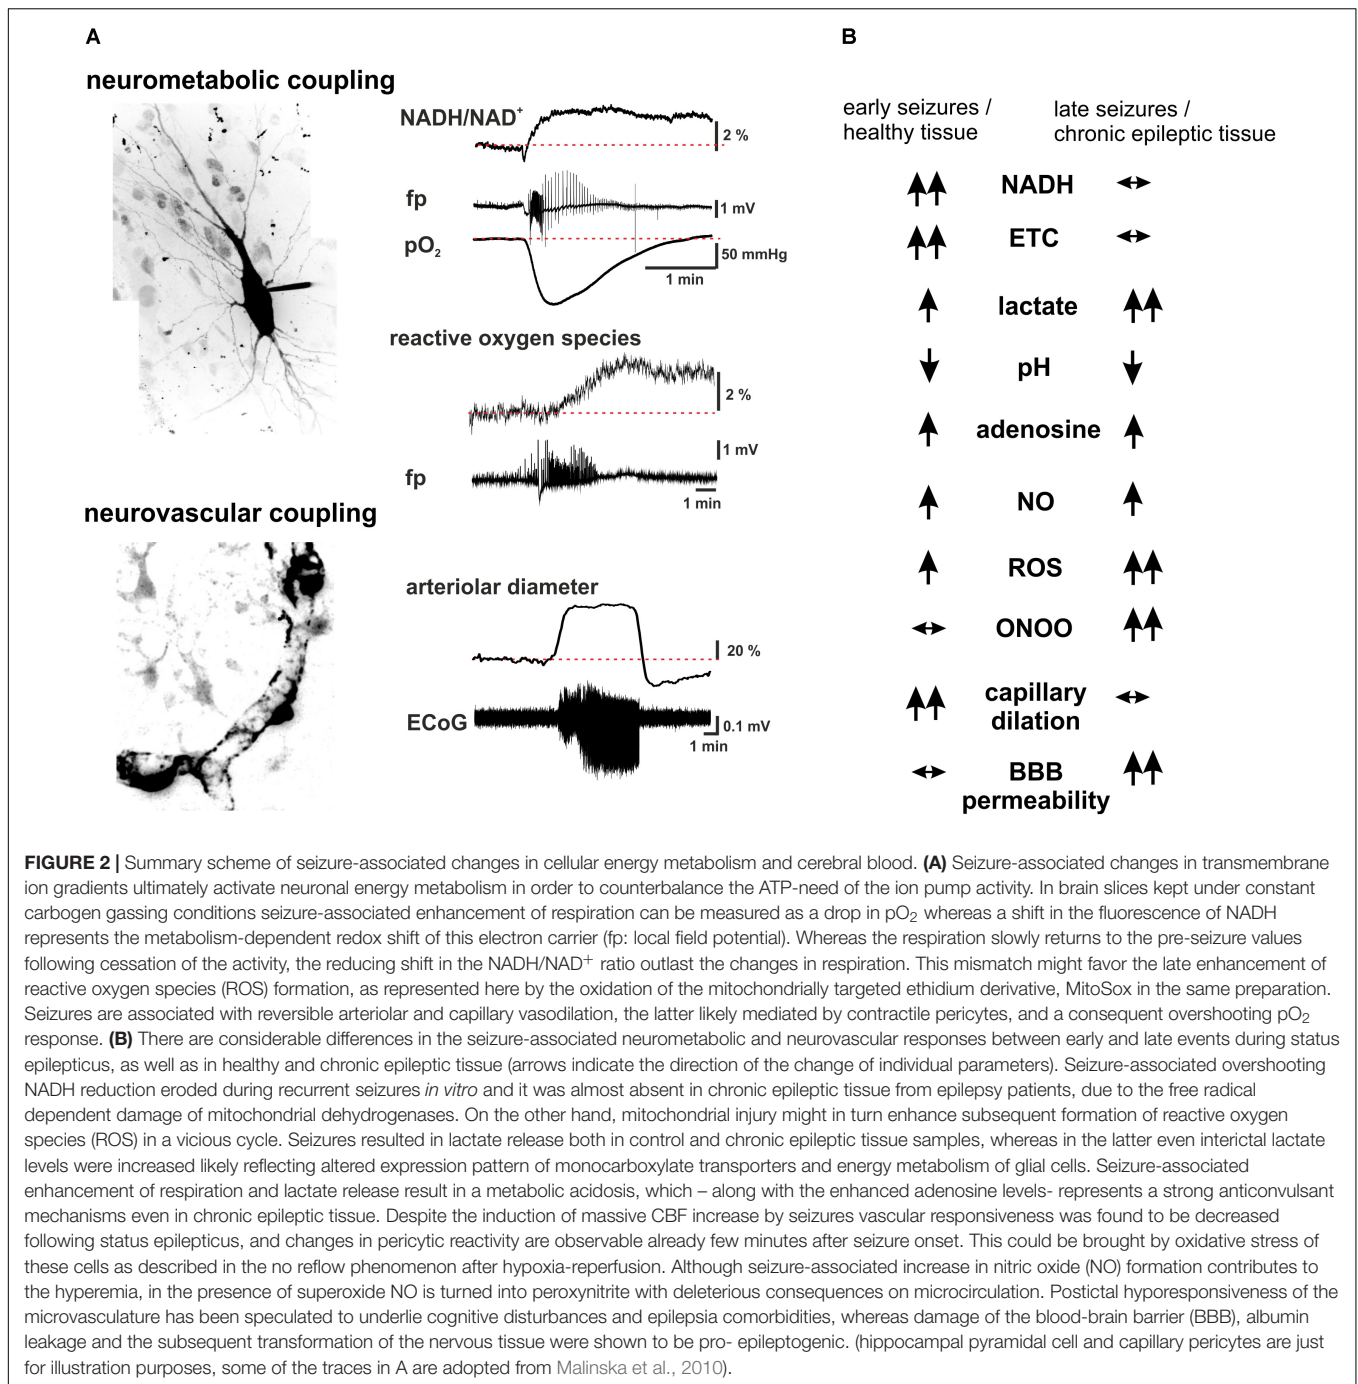 A
neurometabolic coupling
NADH/NAD+
2 %
fp
1 mV
pO2
50 mmHg
1 min
reactive oxygen species
2 %
1 mV
fp
1 min
neurovascular coupling
arteriolar diameter
20 %
ECoG
0.1 mV
1 min
B
early seizures /
healthy tissue
late seizures /
chronic epileptic tissue
NADH
ETC
lactate
pH
adenosine
NO
ROS
ONOO
capillary
dilation
BBB
permeability
FIGURE 2 | Summary scheme of seizure-associated changes in cellular energy metabolism and cerebral blood. (A) Seizure-associated changes in transmembrane
ion gradients ultimately activate neuronal energy metabolism in order to counterbalance the ATP-need of the ion pump activity. In brain slices kept under constant
carbogen gassing conditions seizure-associated enhancement of respiration can be measured as a drop in pO2 whereas a shift in the fluorescence of NADH
represents the metabolism-dependent redox shift of this electron carrier (fp: local field potential). Whereas the respiration slowly returns to the pre-seizure values
following cessation of the activity, the reducing shift in the NADH/NAD+ ratio outlast the changes in respiration. This mismatch might favor the late enhancement of
reactive oxygen species (ROS) formation, as represented here by the oxidation of the mitochondrially targeted ethidium derivative, MitoSox in the same preparation.
Seizures are associated with reversible arteriolar and capillary vasodilation, the latter likely mediated by contractile pericytes, and a consequent overshooting pO2
response. (B) There are considerable differences in the seizure-associated neurometabolic and neurovascular responses between early and late events during status
epilepticus, as well as in healthy and chronic epileptic tissue (arrows indicate the direction of the change of individual parameters). Seizure-associated overshooting
NADH reduction eroded during recurrent seizures in vitro and it was almost absent in chronic epileptic tissue from epilepsy patients, due to the free radical
dependent damage of mitochondrial dehydrogenases. On the other hand, mitochondrial injury might in turn enhance subsequent formation of reactive oxygen
species (ROS) in a vicious cycle. Seizures resulted in lactate release both in control and chronic epileptic tissue samples, whereas in the latter even interictal lactate
levels were increased likely reflecting altered expression pattern of monocarboxylate transporters and energy metabolism of glial cells. Seizure-associated
enhancement of respiration and lactate release result in a metabolic acidosis, which – along with the enhanced adenosine levels- represents a strong anticonvulsant
mechanisms even in chronic epileptic tissue. Despite the induction of massive CBF increase by seizures vascular responsiveness was found to be decreased
following status epilepticus, and changes in pericytic reactivity are observable already few minutes after seizure onset. This could be brought by oxidative stress of
these cells as described in the no reflow phenomenon after hypoxia-reperfusion. Although seizure-associated increase in nitric oxide (NO) formation contributes to
the hyperemia, in the presence of superoxide NO is turned into peroxynitrite with deleterious consequences on microcirculation. Postictal hyporesponsiveness of the
microvasculature has been speculated to underlie cognitive disturbances and epilepsia comorbidities, whereas damage of the blood-brain barrier (BBB), albumin
leakage and the subsequent transformation of the nervous tissue were shown to be pro- epileptogenic. (hippocampal pyramidal cell and capillary pericytes are just
for illustration purposes, some of the traces in A are adopted from Malinska et al., 2010).